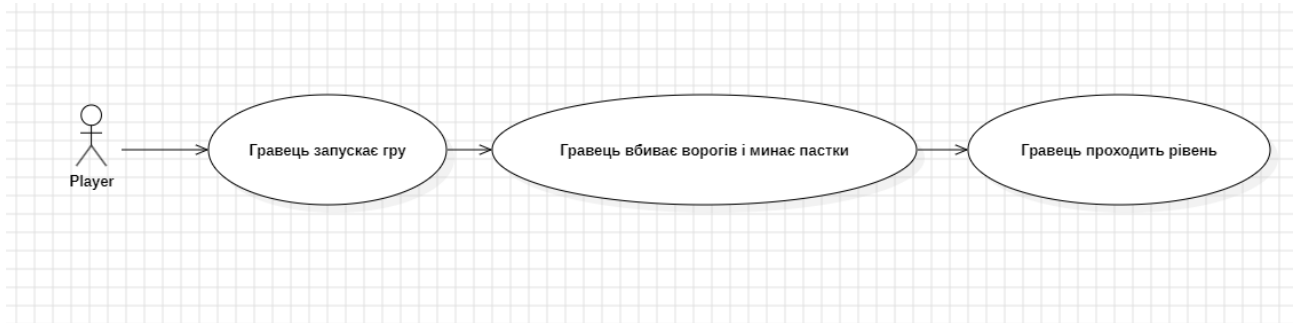 Гравець запускає гру
Гравець вбиває ворогів і минає пастки
Гравець проходить рівень
Player